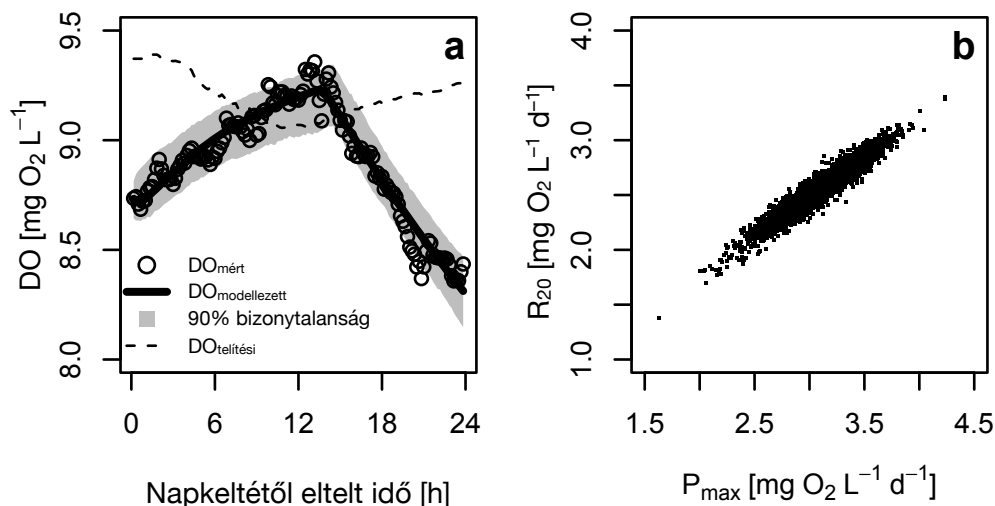 a
DO [mg O₂ L⁻¹]
9.5
9.0
8.5
8.0
DOmért
DOmodellezett
90% bizonytalanság
DOtelítési
0 6 12 18 24
Napkeltétől eltelt idő [h]
b
R₂₀ [mg O₂ L⁻¹ d⁻¹]
4.0
3.0
2.0
1.0
1.5 2.5 3.5 4.5
Pmax [mg O₂ L⁻¹ d⁻¹]